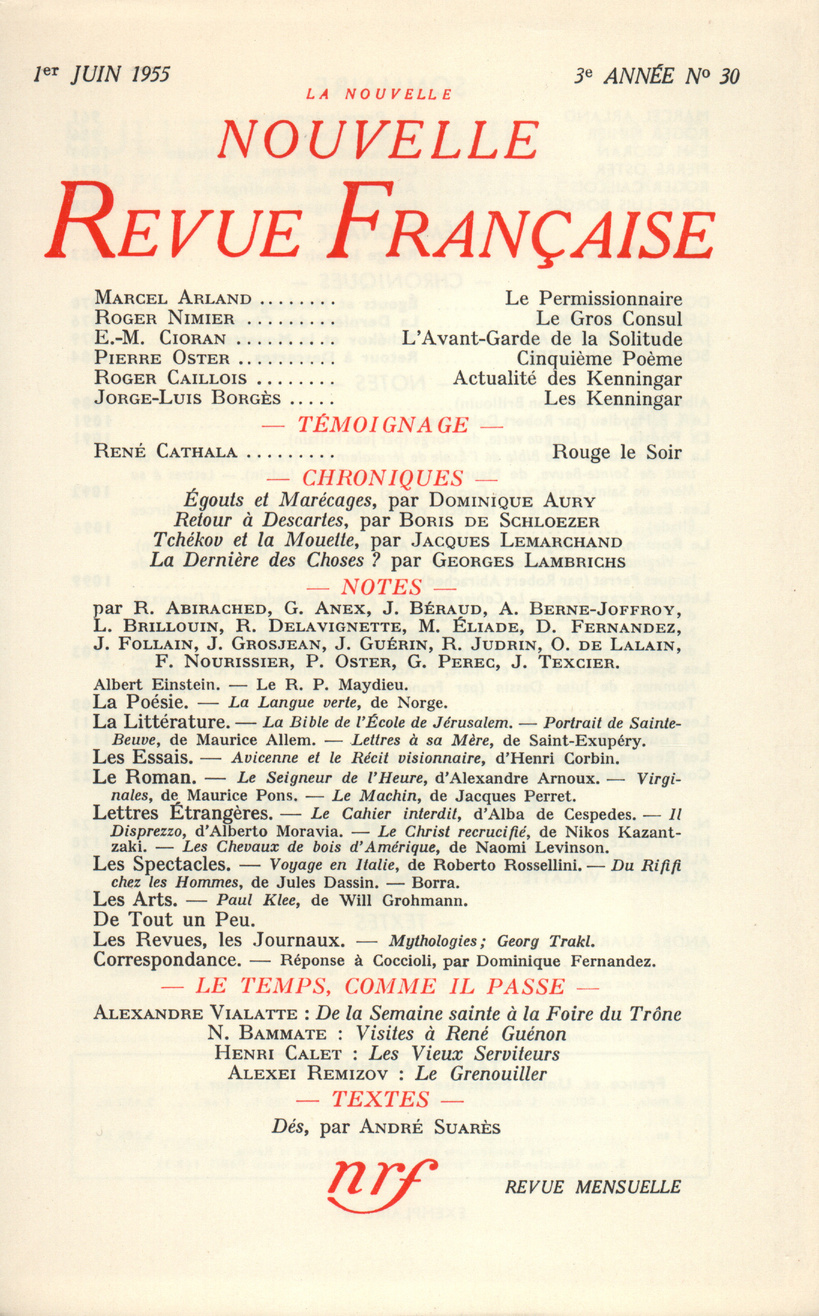 1er JUIN 1955
3e ANNÉE No 30
LA NOUVELLE
NOUVELLE
REVUE FRANÇAISE
MARCEL ARLAND ........ Le Permissionnaire
ROGER NIMIER ......... Le Gros Consul
E.-M. CIORAN .......... L'Avant-Garde de la Solitude
PIERRE OSTER .......... Cinquième Poème
ROGER CAILLOIS ........ Actualité des Kenningar
JORGE-LUIS BORGÈS ..... Les Kenningar
— TÉMOIGNAGE —
RENÉ CATHALA ......... Rouge le Soir
— CHRONIQUES —
Égouts et Marécages, par DOMINIQUE AURY
Retour à Descartes, par BORIS DE SCHLOEZER
Tchékov et la Mouette, par JACQUES LEMARCHAND
La Dernière des Choses ? par GEORGES LAMBRICHS
— NOTES —
par R. ABIRACHED, G. ANEX, J. BÉRAUD, A. BERNE-JOFFROY,
L. BRILLOUIN, R. DELAVIGNETTE, M. ÉLIADE, D. FERNANDEZ,
J. FOLLAIN, J. GROSJEAN, J. GUÉRIN, R. JUDRIN, O. DE LALAIN,
F. NOURISSIER, P. OSTER, G. PEREC, J. TEXCIER.
Albert Einstein. — Le R. P. Maydieu.
La Poésie. — La Langue verte, de Norge.
La Littérature. — La Bible de l'École de Jérusalem. — Portrait de Sainte-
Beuve, de Maurice Allem. — Lettres à sa Mère, de Saint-Exupéry.
Les Essais. — Avicenne et le Récit visionnaire, d'Henri Corbin.
Le Roman. — Le Seigneur de l'Heure, d'Alexandre Arnoux. — Virgi-
nales, de Maurice Pons. — Le Machin, de Jacques Perret.
Lettres Étrangères. — Le Cahier interdit, d'Alba de Cespedes. — Il
Disprezzo, d'Alberto Moravia. — Le Christ recrucifié, de Nikos Kazant-
zaki. — Les Chevaux de bois d'Amérique, de Naomi Levinson.
Les Spectacles. — Voyage en Italie, de Roberto Rossellini. — Du Rififi
chez les Hommes, de Jules Dassin. — Borra.
Les Arts. — Paul Klee, de Will Grohmann.
De Tout un Peu.
Les Revues, les Journaux. — Mythologies ; Georg Trakl.
Correspondance. — Réponse à Coccioli, par Dominique Fernandez.
— LE TEMPS, COMME IL PASSE —
ALEXANDRE VIALATTE : De la Semaine sainte à la Foire du Trône
N. BAMMATE : Visites à René Guénon
HENRI CALET : Les Vieux Serviteurs
ALEXEI REMIZOV : Le Grenouiller
— TEXTES —
Dés, par ANDRÉ SUARÈS
nrf
REVUE MENSUELLE